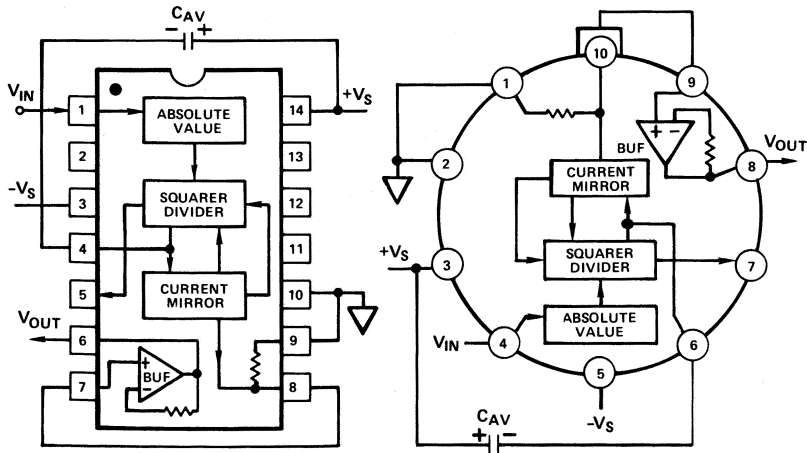 CAV
− +
VIN
+VS
1
ABSOLUTE
VALUE
14
2
13
−VS
3
SQUARER
DIVIDER
12
4
11
5
CURRENT
MIRROR
10
VOUT
6
9
7
+
−
BUF
8
10
1
9
+ −
BUF
VOUT
2
8
CURRENT
MIRROR
+VS
3
SQUARER
DIVIDER
7
VIN
4
ABSOLUTE
VALUE
6
5
−VS
CAV
+ −